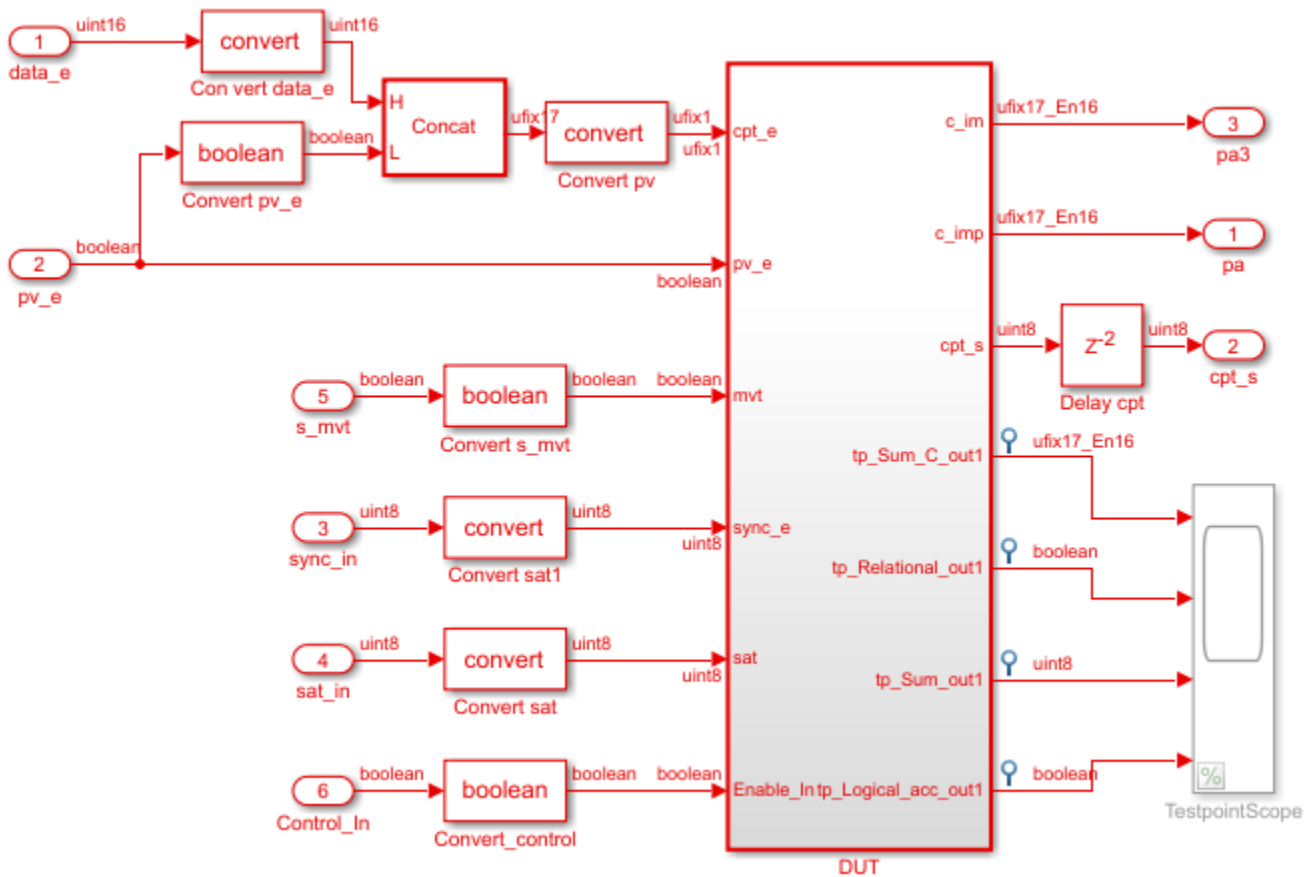 1
data_e
uint16
convert
Con vert data_e
uint16
boolean
Convert pv_e
boolean
H
L
Concat
ufix17
convert
Convert pv
ufix1
ufix1
cpt_e
2
pv_e
boolean
boolean
pv_e
5
s_mvt
boolean
boolean
Convert s_mvt
boolean
boolean
mvt
3
sync_in
uint8
convert
Convert sat1
uint8
uint8
sync_e
4
sat_in
uint8
convert
Convert sat
uint8
uint8
sat
6
Control_In
boolean
boolean
Convert_control
boolean
boolean
Enable_In
DUT
c_im
ufix17_En16
3
pa3
c_imp
ufix17_En16
1
pa
cpt_s
uint8
z-2
Delay cpt
uint8
2
cpt_s
tp_Sum_C_out1
ufix17_En16
tp_Relational_out1
boolean
tp_Sum_out1
uint8
tp_Logical_acc_out1
boolean
%
TestpointScope